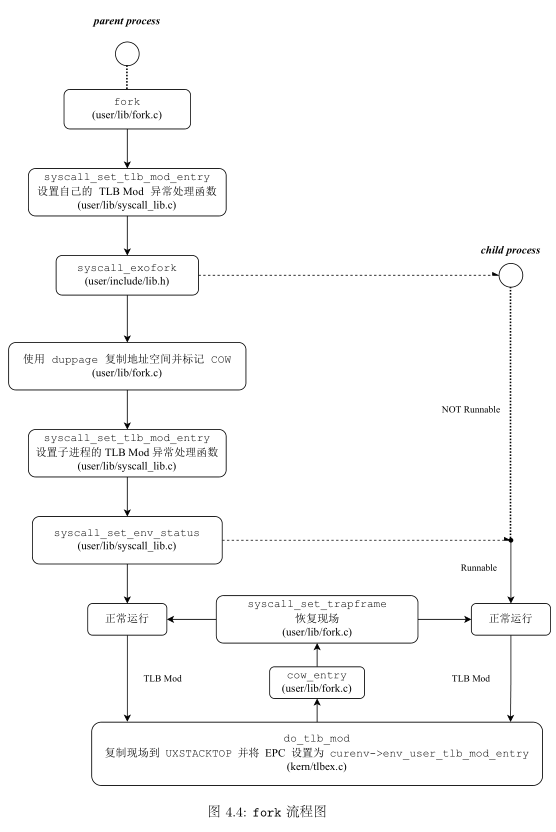 parent process
fork
(user/lib/fork.c)
syscall_set_tlb_mod_entry
设置自己的 TLB Mod 异常处理函数
(user/lib/syscall_lib.c)
child process
syscall_exofork
(user/include/lib.h)
使用 duppage 复制地址空间并标记 COW
(user/lib/fork.c)
NOT Runnable
syscall_set_tlb_mod_entry
设置子进程的 TLB Mod 异常处理函数
(user/lib/syscall_lib.c)
syscall_set_env_status
(user/lib/syscall_lib.c)
Runnable
正常运行
syscall_set_trapframe
恢复现场
(user/lib/fork.c)
正常运行
TLB Mod
cow_entry
(user/lib/fork.c)
TLB Mod
do_tlb_mod
复制现场到 UXSTACKTOP 并将 EPC 设置为 curenv->env_user_tlb_mod_entry
(kern/tlbex.c)
图 4.4: fork 流程图